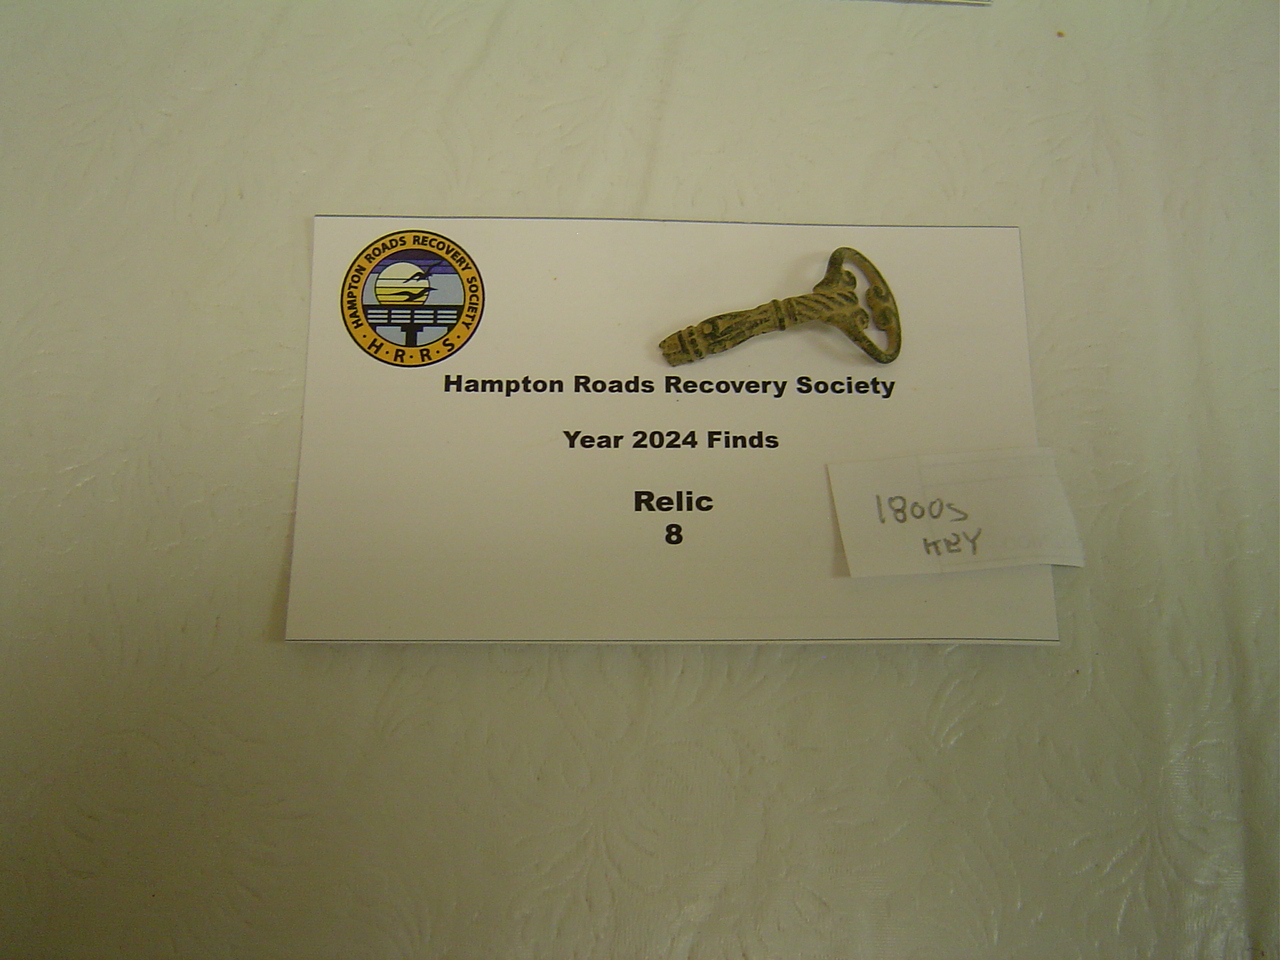 HAMPTON ROADS RECOVERY SOCIETY
· H · R · R · S ·
Hampton Roads Recovery Society
Year 2024 Finds
Relic
8
1800s
KEY